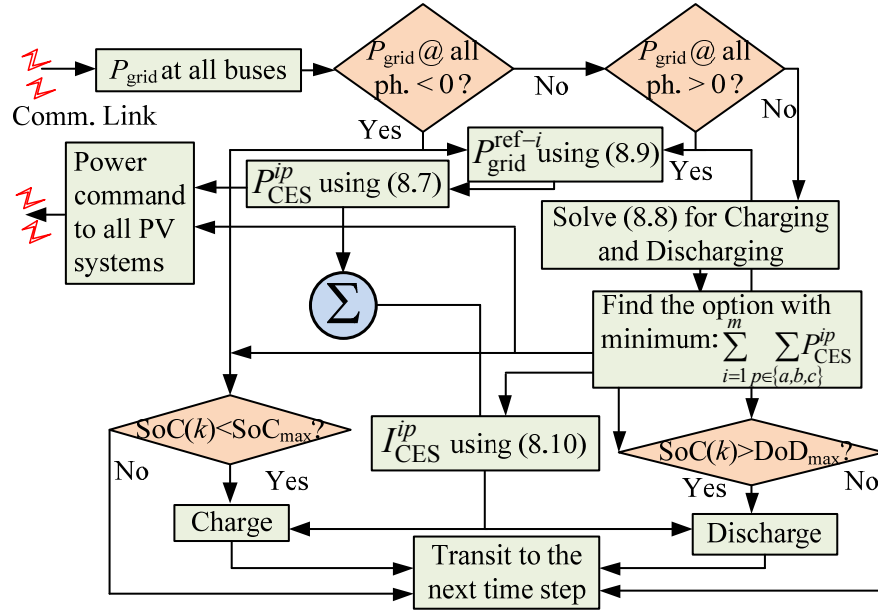 P_grid at all buses
Comm. Link
P_grid @ all
ph. < 0 ?
No
P_grid @ all
ph. > 0 ?
No
Yes
Yes
P_grid^ref−i using (8.9)
P_CES^ip using (8.7)
Power
command
to all PV
systems
Solve (8.8) for Charging
and Discharging
Σ
Find the option with
minimum: ∑_{i=1}^{m} ∑_{p∈{a,b,c}} P_CES^ip
SoC(k)<SoC_max?
No
Yes
I_CES^ip using (8.10)
SoC(k)>DoD_max?
Yes
No
Charge
Discharge
Transit to the
next time step